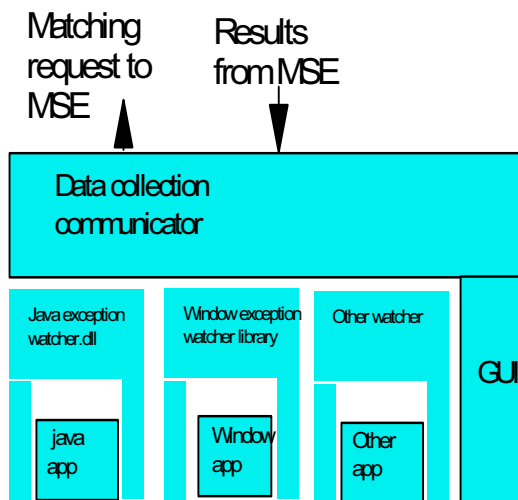 Matching
request to
MSE
Results
from MSE
Data collection
communicator
Java exception
watcher.dll
Window exception
watcher library
Other watcher
GUI
java
app
Window
app
Other
app